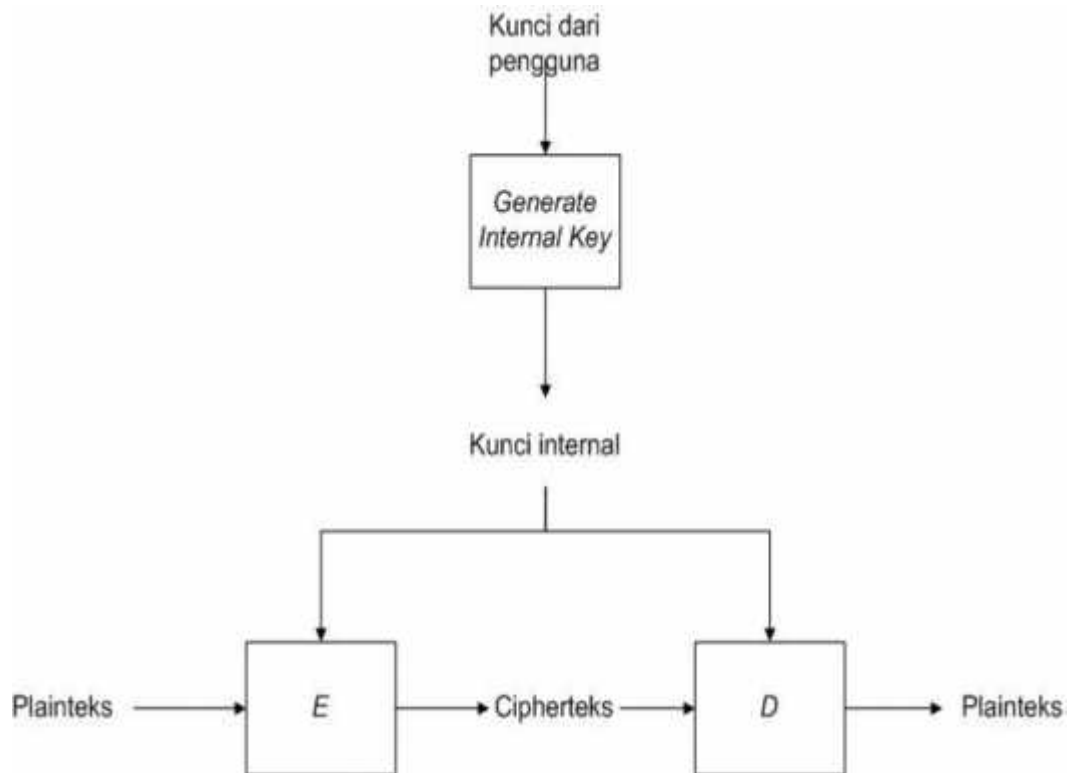 Kunci dari
pengguna
Generate
Internal Key
Kunci internal
Plainteks
E
Cipherteks
D
Plainteks